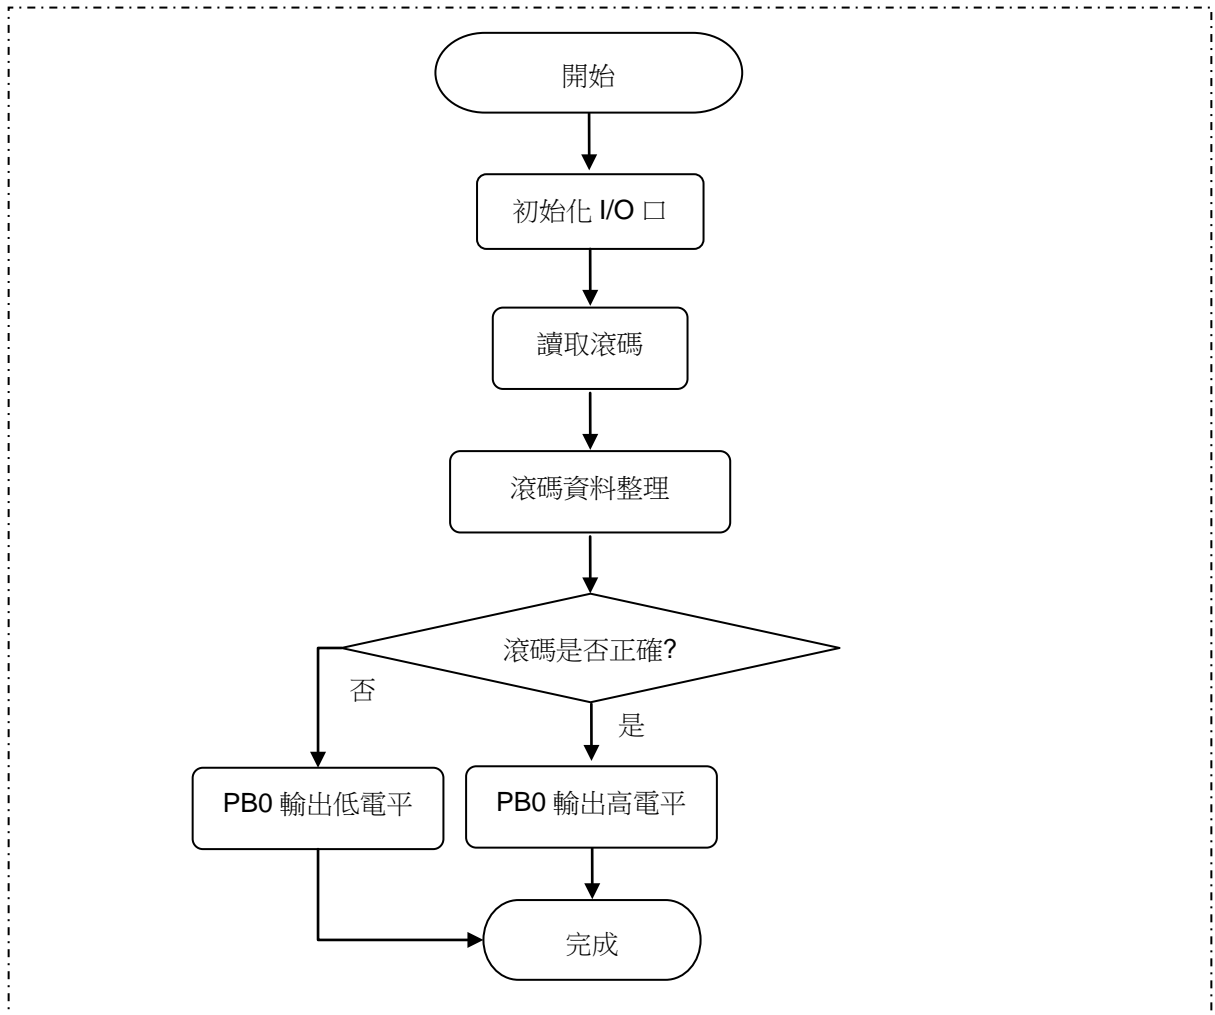 開始
初始化 I/O 口
讀取滾碼
滾碼資料整理
滾碼是否正確?
否
是
PB0 輸出低電平
PB0 輸出高電平
完成